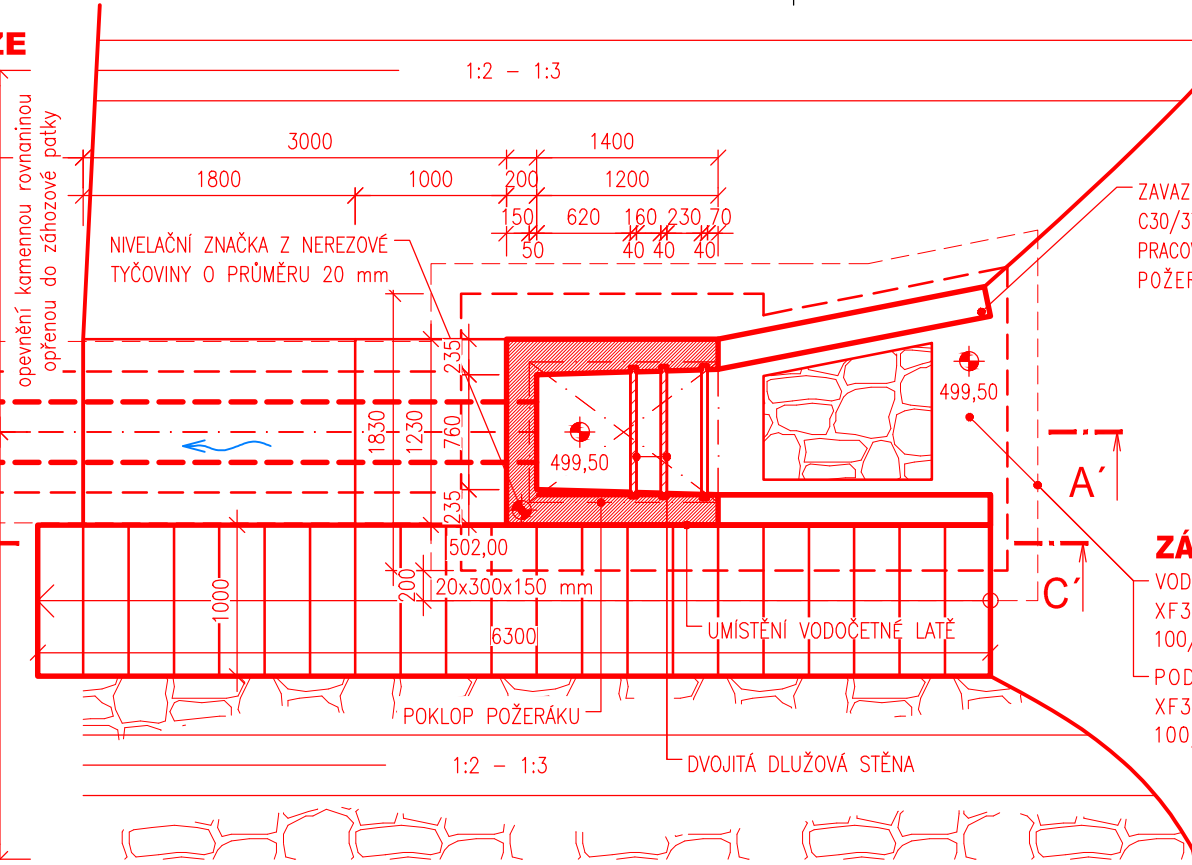 ZE
1:2 – 1:3
opevnění kamennou rovnaninou
opřenou do záhozové patky
3000
1400
1800
1000
200
1200
150
620
160
230
70
50
40
40
40
NIVELAČNÍ ZNAČKA Z NEREZOVÉ
TYČOVINY O PRŮMĚRU 20 mm
ZAVAZ
C30/3
PRACOV
POŽER
235
1830
1230
760
235
499,50
499,50
A´
502,00
20x300x150 mm
200
1000
6300
C´
ZÁ
VOD
XF3
100,
POD
XF3
100,
UMÍSTĚNÍ VODOČETNÉ LATĚ
POKLOP POŽERÁKU
DVOJITÁ DLUŽOVÁ STĚNA
1:2 – 1:3